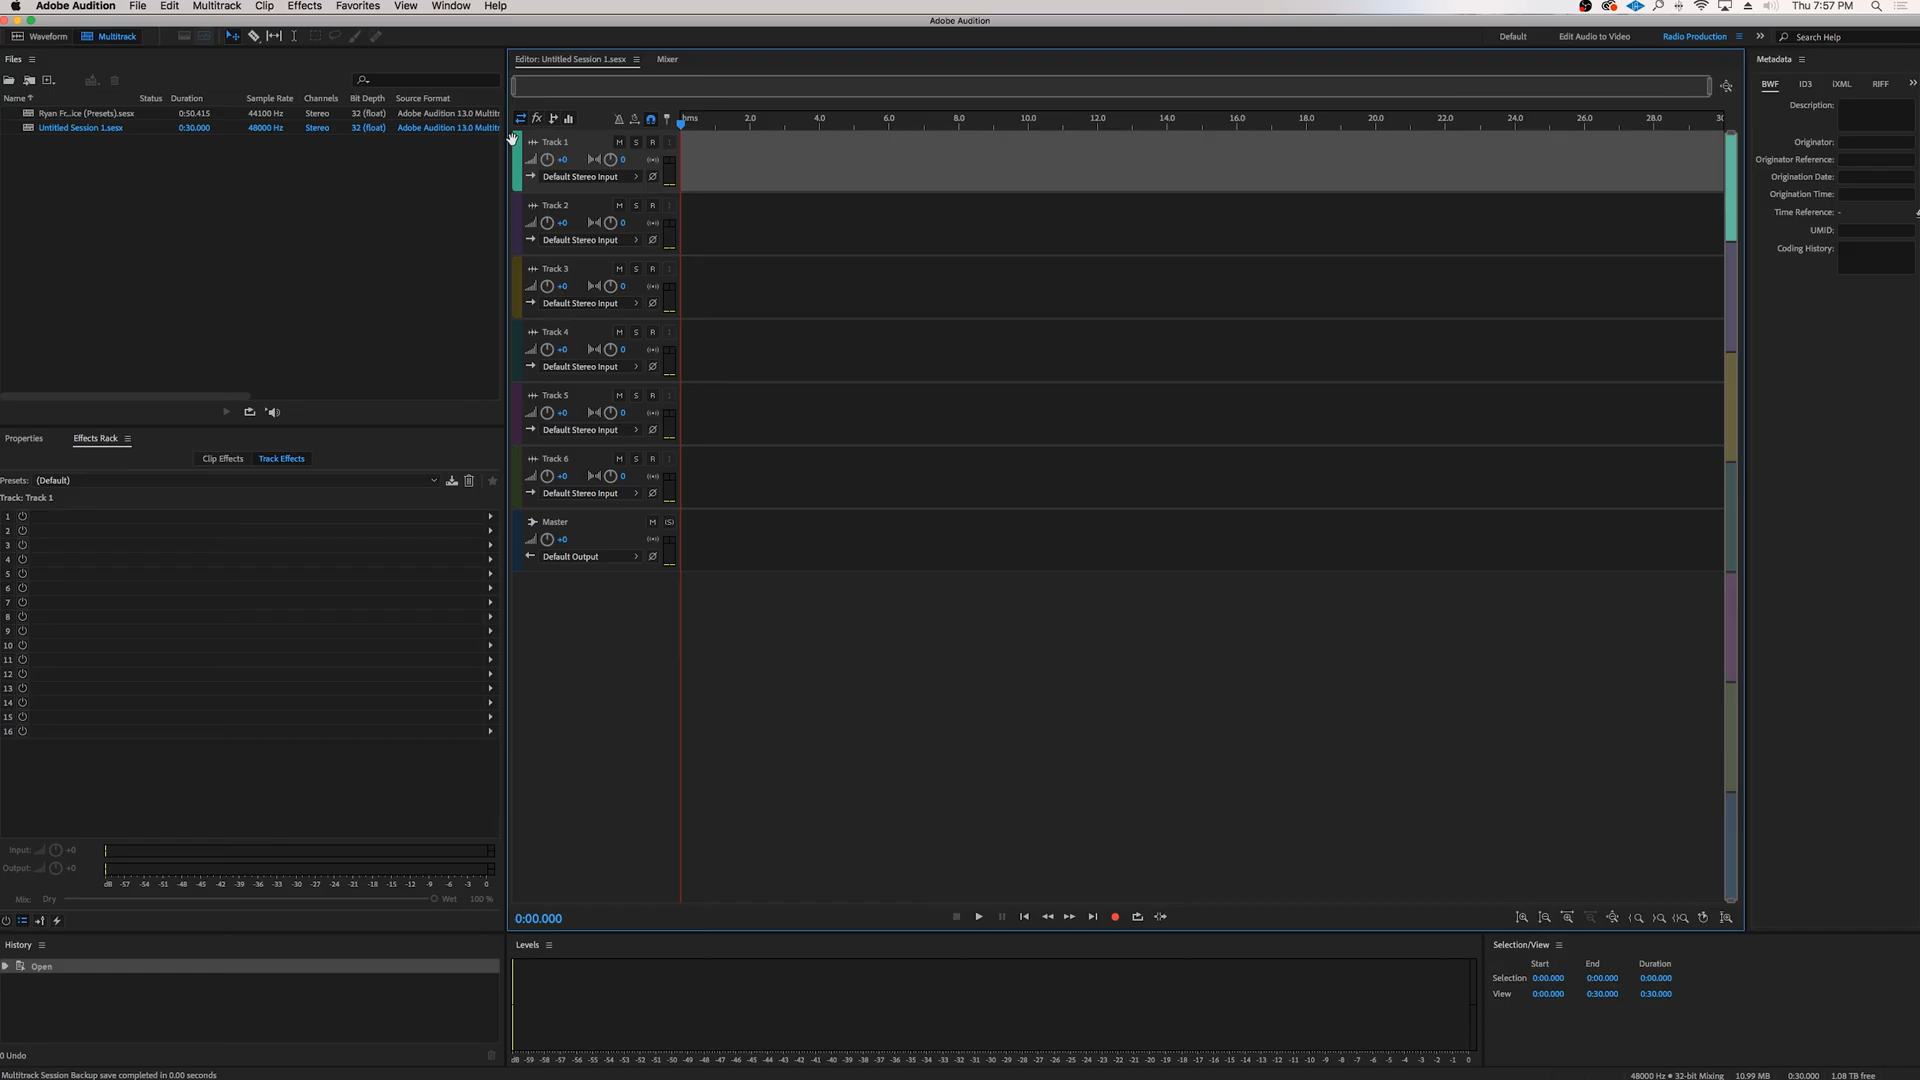 Adobe Audition File Edit Multitrack Clip Effects Favorites View Window Help Thu 7:57 PM
Adobe Audition
Waveform Multitrack Default Edit Audio to Video Radio Production Search Help
Files
Name Status Duration Sample Rate Channels Bit Depth Source Format
Ryan Fr...ice (Presets).sesx 0:50.415 44100 Hz Stereo 32 (float) Adobe Audition 13.0 Multitr
Untitled Session 1.sesx 0:30.000 48000 Hz Stereo 32 (float) Adobe Audition 13.0 Multitr
Properties Effects Rack
Clip Effects Track Effects
Presets: (Default)
Track: Track 1
1
2
3
4
5
6
7
8
9
10
11
12
13
14
15
16
Input: +0
Output: +0
dB -57 -54 -51 -48 -45 -42 -39 -36 -33 -30 -27 -24 -21 -18 -15 -12 -9 -6 -3 0
Mix: Dry Wet 100 %
History
Open
0 Undo
Multitrack Session Backup save completed in 0.00 seconds
Editor: Untitled Session 1.sesx Mixer
fx hms 2.0 4.0 6.0 8.0 10.0 12.0 14.0 16.0 18.0 20.0 22.0 24.0 26.0 28.0 30
Track 1 M S R I
+0 0
Default Stereo Input
Track 2 M S R I
+0 0
Default Stereo Input
Track 3 M S R I
+0 0
Default Stereo Input
Track 4 M S R I
+0 0
Default Stereo Input
Track 5 M S R I
+0 0
Default Stereo Input
Track 6 M S R I
+0 0
Default Stereo Input
Master M (S)
+0
Default Output
0:00.000
Levels
dB -59 -58 -57 -56 -55 -54 -53 -52 -51 -50 -49 -48 -47 -46 -45 -44 -43 -42 -41 -40 -39 -38 -37 -36 -35 -34 -33 -32 -31 -30 -29 -28 -27 -26 -25 -24 -23 -22 -21 -20 -19 -18 -17 -16 -15 -14 -13 -12 -11 -10 -9 -8 -7 -6 -5 -4 -3 -2 -1 0
Metadata
BWF ID3 iXML RIFF
Description:
Originator:
Originator Reference:
Origination Date:
Origination Time:
Time Reference: -
UMID:
Coding History:
Selection/View
Start End Duration
Selection 0:00.000 0:00.000 0:00.000
View 0:00.000 0:30.000 0:30.000
48000 Hz • 32-bit Mixing 10.99 MB 0:30.000 1.08 TB free